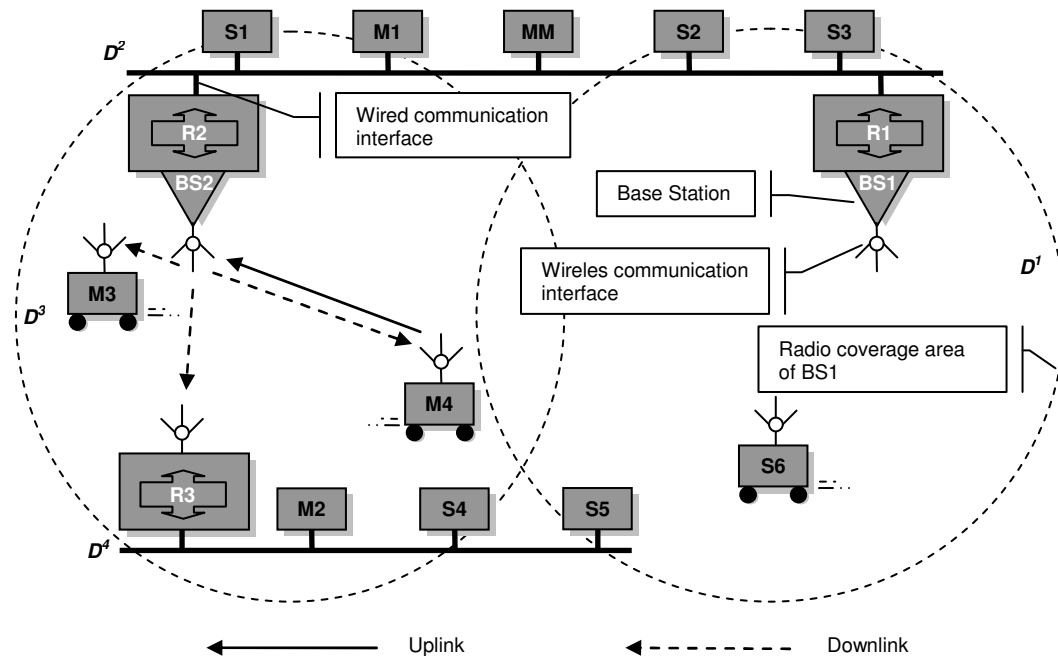 S1
M1
MM
S2
S3
D²
Wired communication
interface
R2
R1
BS2
BS1
Base Station
Wireles communication
interface
D¹
M3
D³
Radio coverage area
of BS1
M4
S6
R3
M2
S4
S5
D⁴
Uplink
Downlink